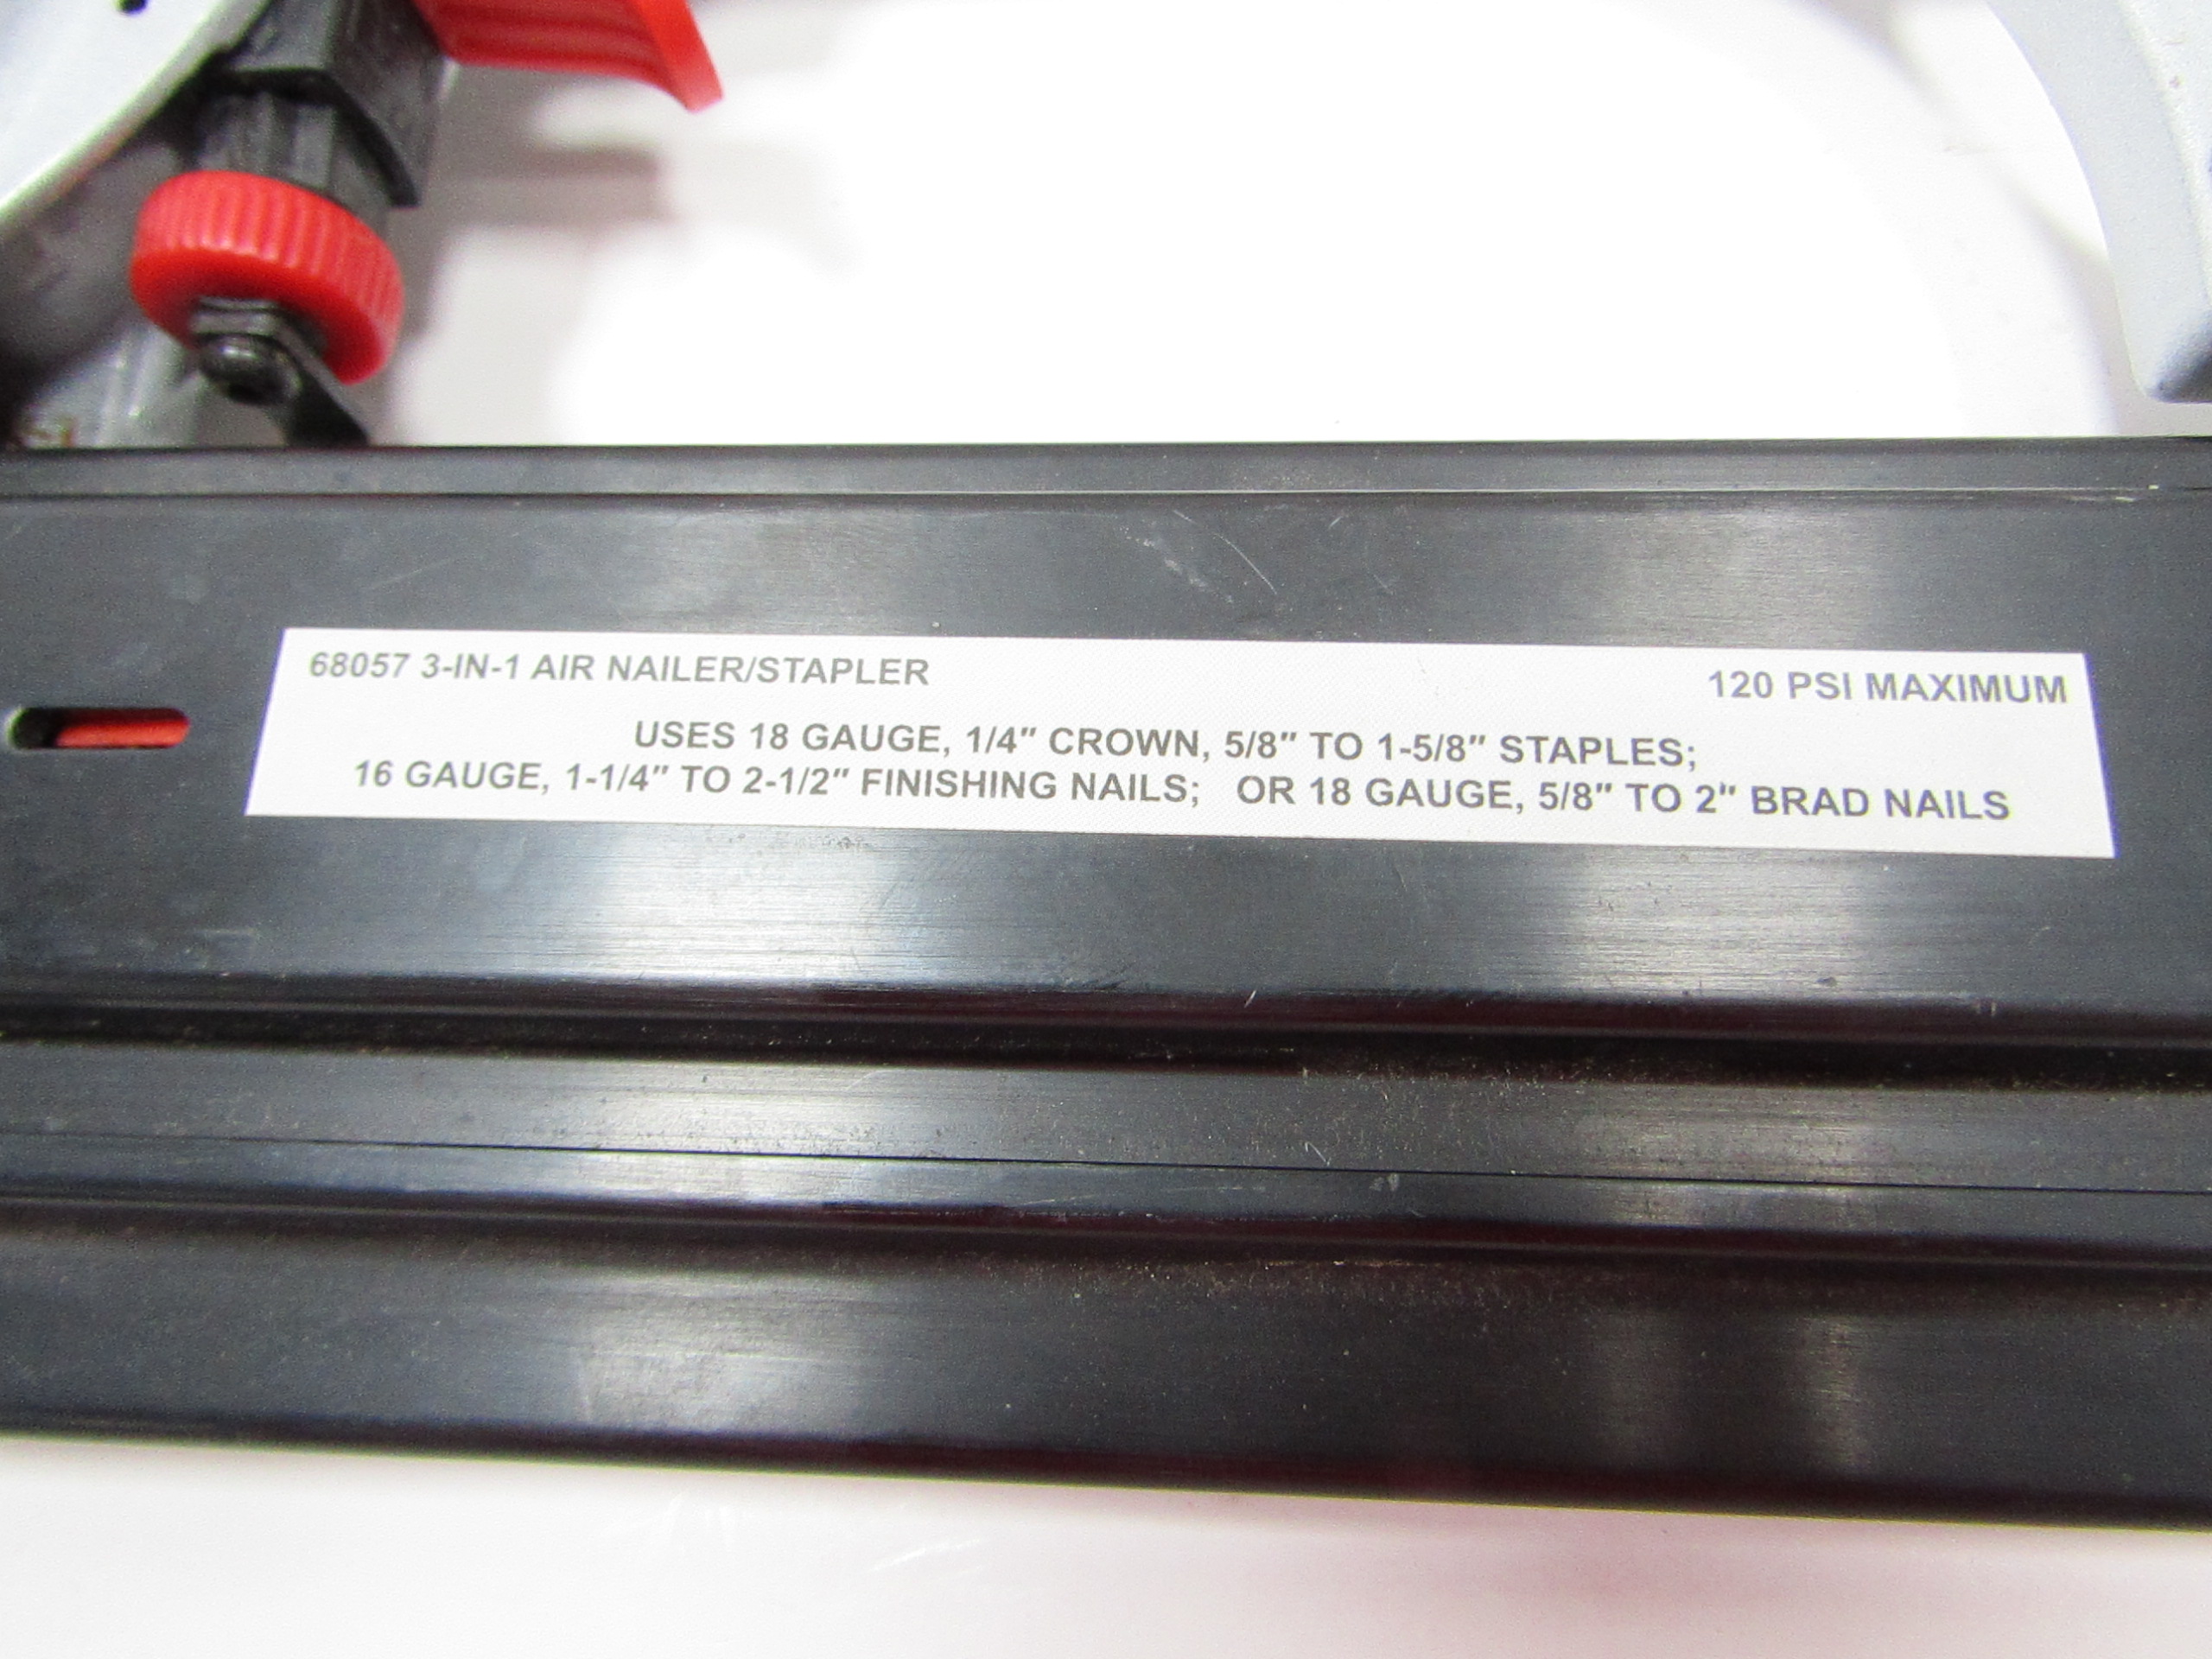 68057 3-IN-1 AIR NAILER/STAPLER 120 PSI MAXIMUM
USES 18 GAUGE, 1/4" CROWN, 5/8" TO 1-5/8" STAPLES;
16 GAUGE, 1-1/4" TO 2-1/2" FINISHING NAILS; OR 18 GAUGE, 5/8" TO 2" BRAD NAILS